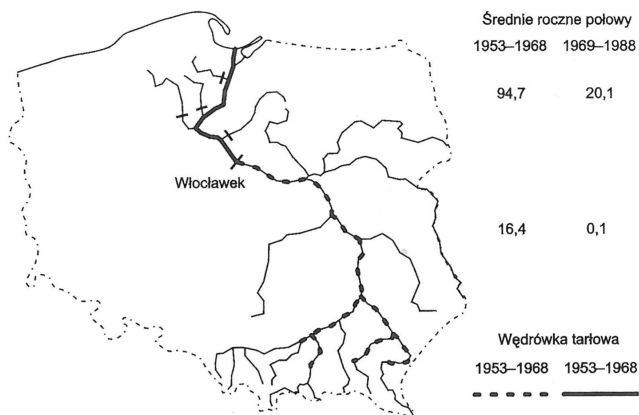 Średnie roczne połowy
1953–1968 1969–1988
94,7 20,1
Włocławek
16,4 0,1
Wędrówka tarłowa
1953–1968 1953–1968